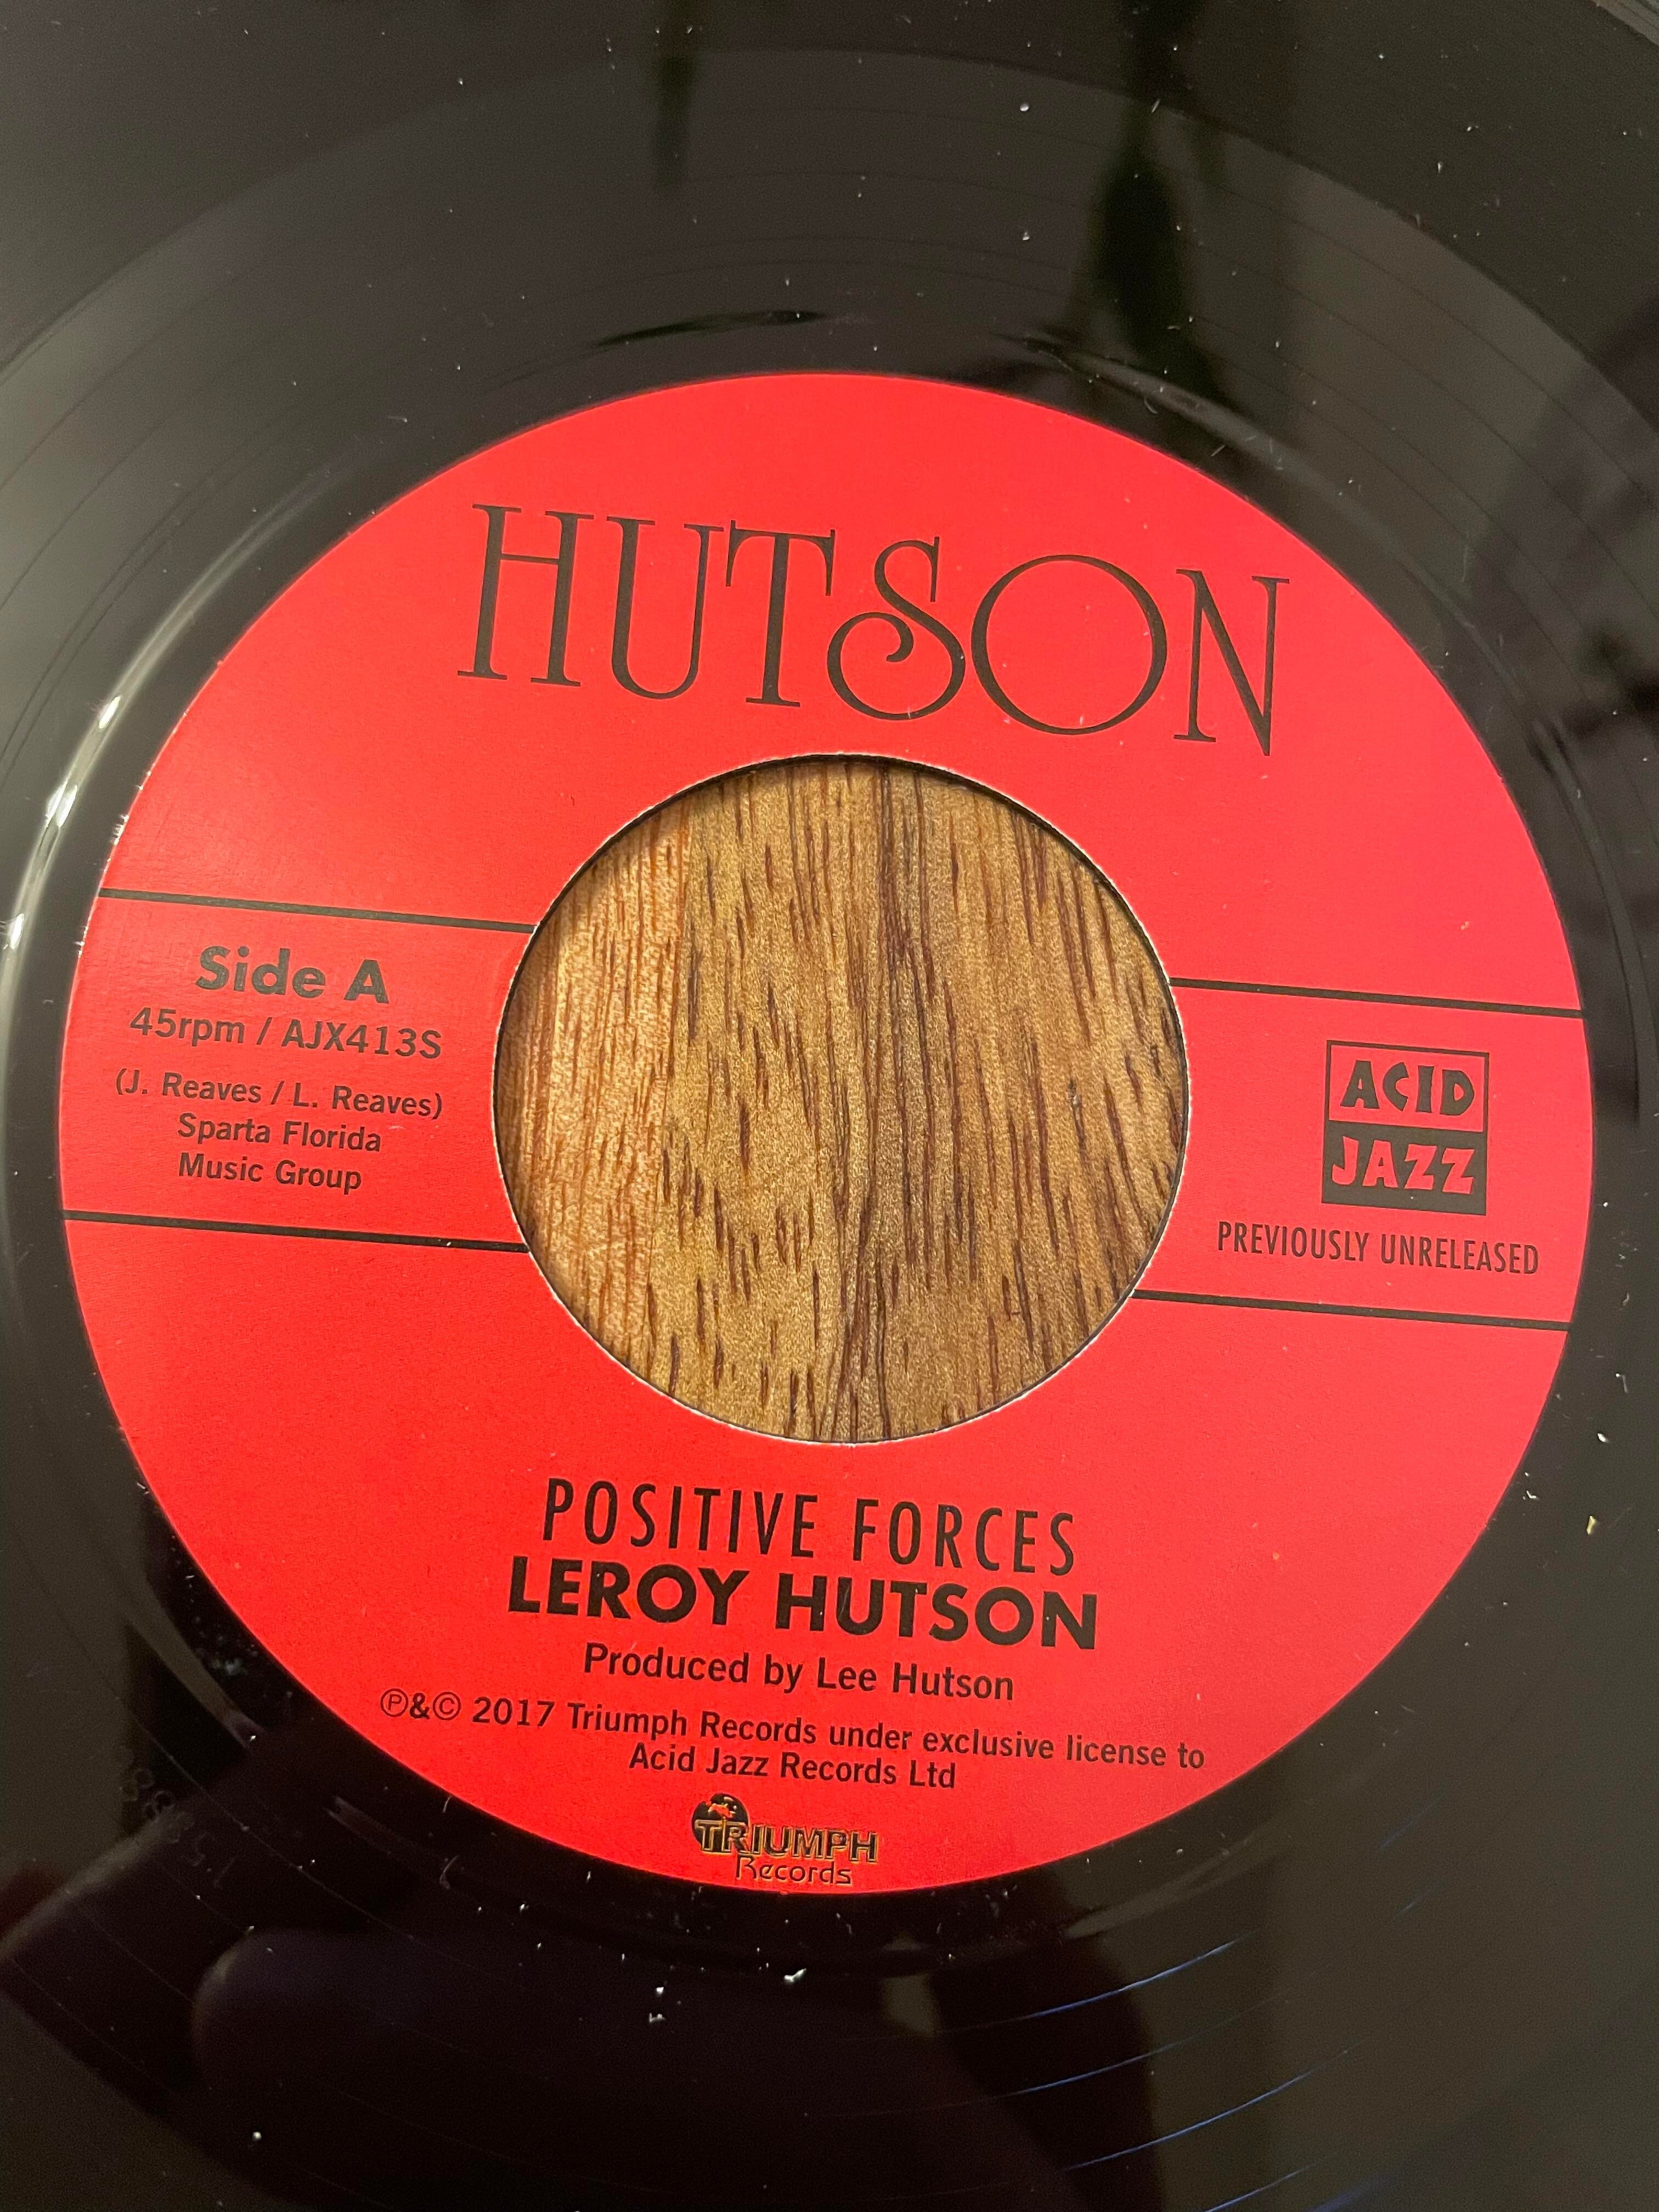 HUTSON
Side A
45rpm / AJX413S
(J. Reaves / L. Reaves)
Sparta Florida
Music Group
ACID
JAZZ
PREVIOUSLY UNRELEASED
POSITIVE FORCES
LEROY HUTSON
Produced by Lee Hutson
℗&© 2017 Triumph Records under exclusive license to
Acid Jazz Records Ltd
TRIUMPH
Records